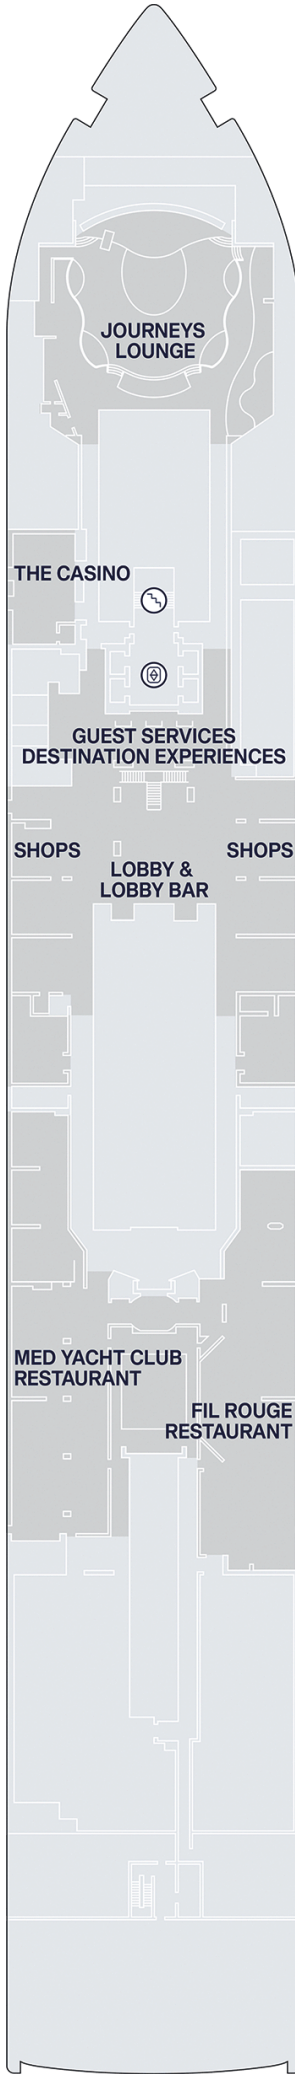 JOURNEYS
LOUNGE
THE CASINO
GUEST SERVICES
DESTINATION EXPERIENCES
SHOPS
SHOPS
LOBBY &
LOBBY BAR
MED YACHT CLUB
RESTAURANT
FIL ROUGE
RESTAURANT